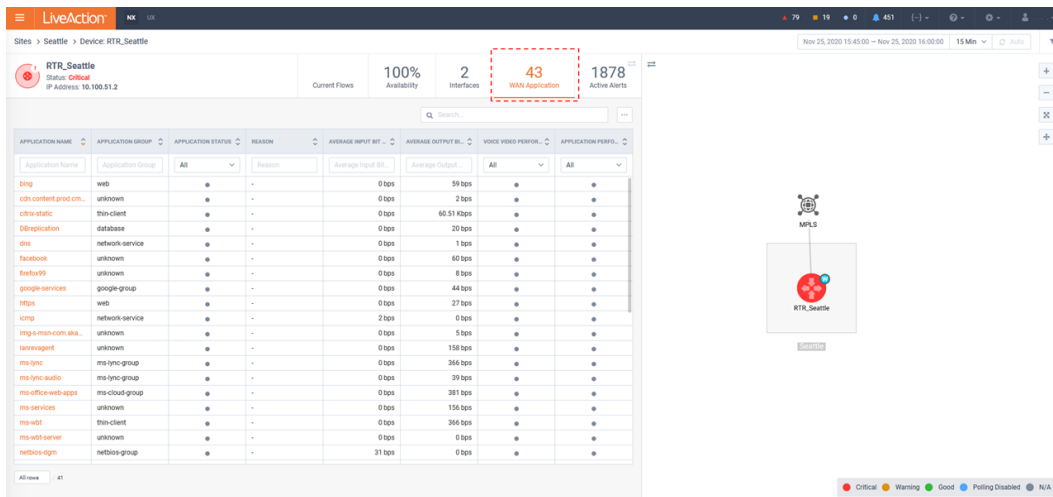 LiveAction NX UX 79 19 0 451
Sites > Seattle > Device: RTR_Seattle Nov 25, 2020 15:45:00 – Nov 25, 2020 16:00:00 15 Min Auto
RTR_Seattle
Status: Critical
IP Address: 10.100.51.2
Current Flows
100%
Availability
2
Interfaces
43
WAN Application
1878
Active Alerts
Search...
APPLICATION NAME APPLICATION GROUP APPLICATION STATUS REASON AVERAGE INPUT BIT ... AVERAGE OUTPUT BI... VOICE VIDEO PERFOR... APPLICATION PERFO...
Application Name Application Group All Reason Average Input Bit... Average Output ... All All
bing web - 0 bps 59 bps
cdn.content.prod.cm... unknown - 0 bps 2 bps
citrix-static thin-client - 0 bps 60.51 Kbps
DBreplication database - 0 bps 20 bps
dns network-service - 0 bps 1 bps
facebook unknown - 0 bps 60 bps
firefox99 unknown - 0 bps 8 bps
google-services google-group - 0 bps 44 bps
https web - 0 bps 27 bps
icmp network-service - 2 bps 0 bps
img-s-msn-com.aka... unknown - 0 bps 5 bps
lanrevagent unknown - 0 bps 158 bps
ms-lync ms-lync-group - 0 bps 366 bps
ms-lync-audio ms-lync-group - 0 bps 39 bps
ms-office-web-apps ms-cloud-group - 0 bps 381 bps
ms-services unknown - 0 bps 156 bps
ms-wbt thin-client - 0 bps 366 bps
ms-wbt-server unknown - 0 bps 0 bps
netbios-dgm netbios-group - 31 bps 0 bps
All rows / 41
MPLS
RTR_Seattle
Seattle
Critical Warning Good Polling Disabled N/A